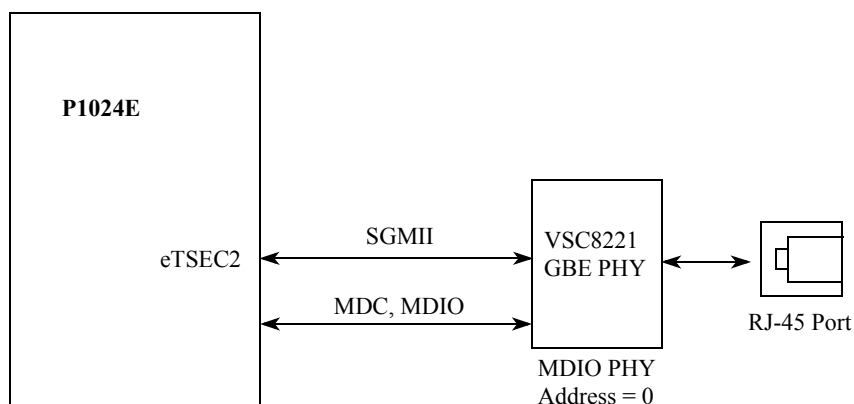 P1024E
SGMII
eTSEC2
VSC8221
GBE PHY
MDC, MDIO
RJ-45 Port
MDIO PHY
Address = 0